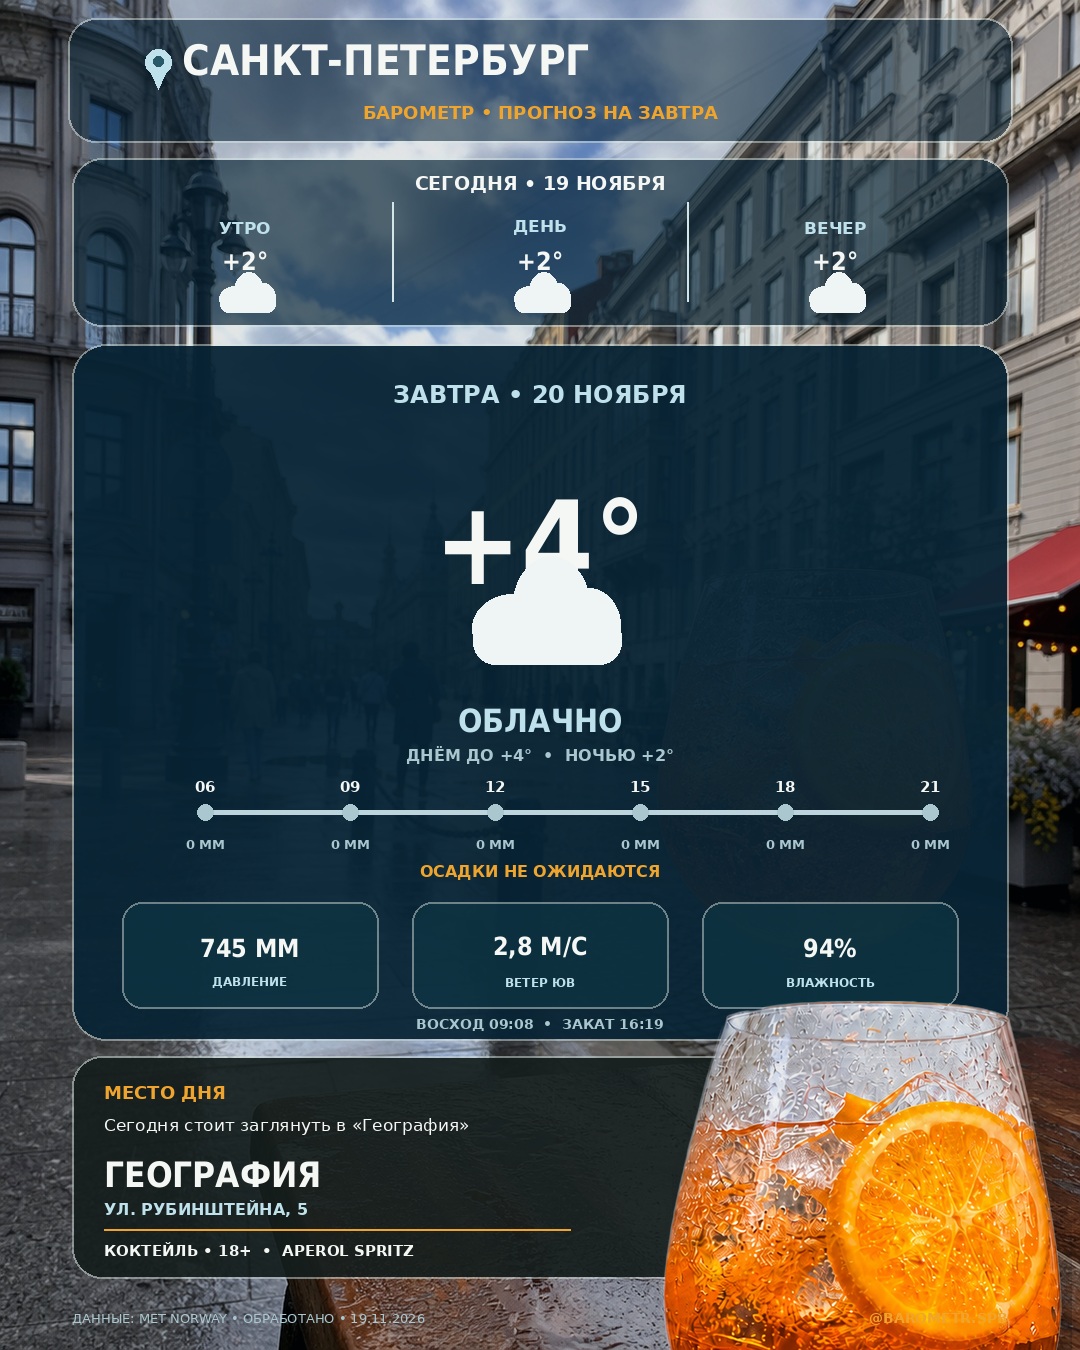 САНКТ-ПЕТЕРБУРГ
БАРОМЕТР • ПРОГНОЗ НА ЗАВТРА
СЕГОДНЯ • 19 НОЯБРЯ
УТРО ДЕНЬ ВЕЧЕР
+2° +2° +2°
ЗАВТРА • 20 НОЯБРЯ
+4°
ОБЛАЧНО
ДНЁМ ДО +4° • НОЧЬЮ +2°
06 09 12 15 18 21
0 ММ 0 ММ 0 ММ 0 ММ 0 ММ 0 ММ
ОСАДКИ НЕ ОЖИДАЮТСЯ
745 ММ 2,8 М/С 94%
ДАВЛЕНИЕ ВЕТЕР ЮВ ВЛАЖНОСТЬ
ВОСХОД 09:08 • ЗАКАТ 16:19
МЕСТО ДНЯ
Сегодня стоит заглянуть в «География»
ГЕОГРАФИЯ
УЛ. РУБИНШТЕЙНА, 5
КОКТЕЙЛЬ • 18+ • APEROL SPRITZ
ДАННЫЕ: MET NORWAY • ОБРАБОТАНО • 19.11.2026